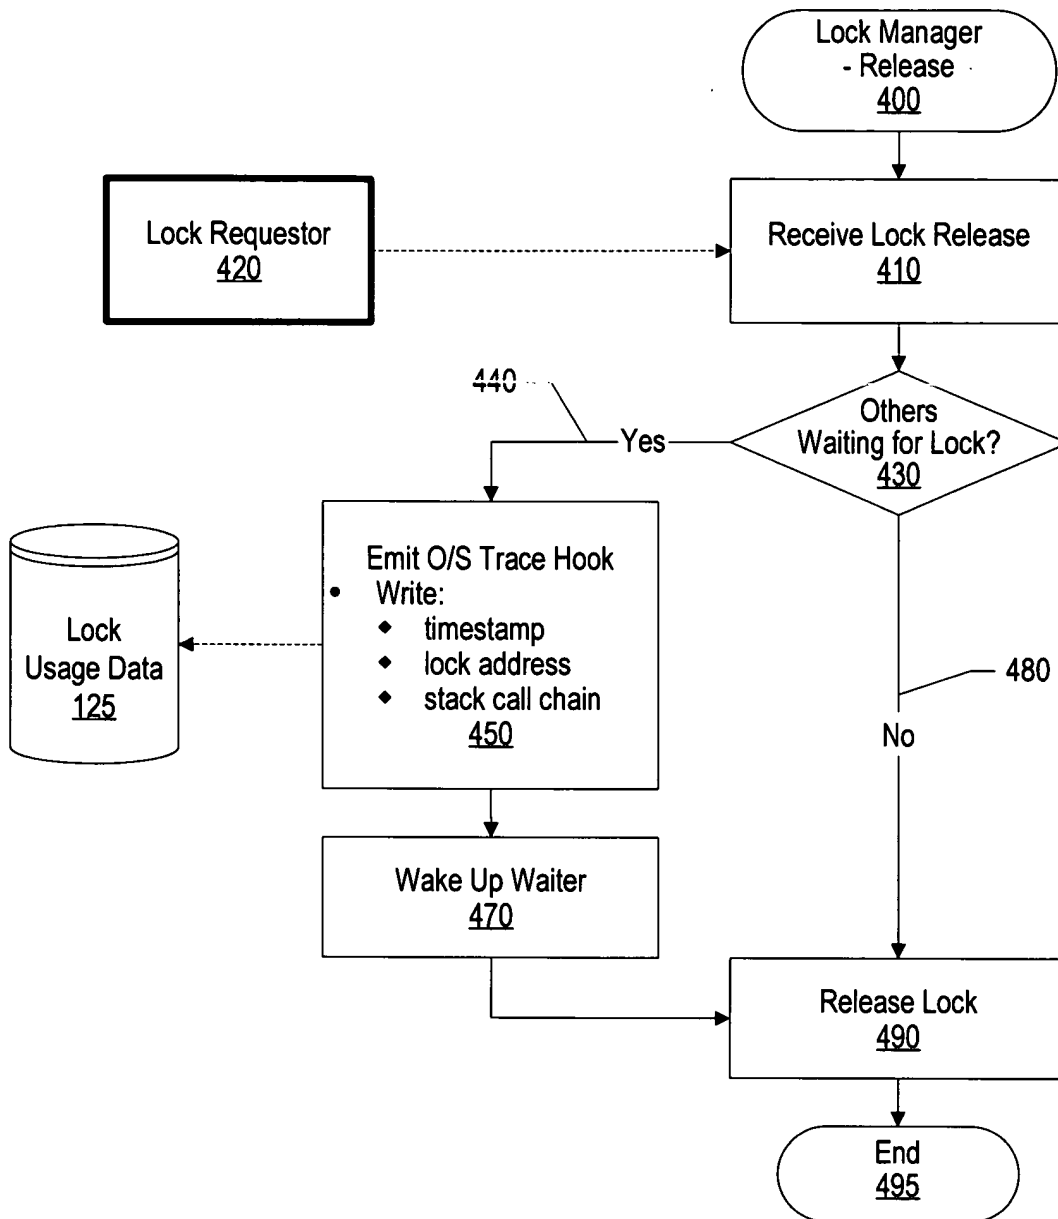 Lock Manager
- Release
400
Lock Requestor
420
Receive Lock Release
410
440
Yes
Others
Waiting for Lock?
430
Emit O/S Trace Hook
• Write:
◆ timestamp
◆ lock address
◆ stack call chain
450
Lock
Usage Data
125
480
No
Wake Up Waiter
470
Release Lock
490
End
495